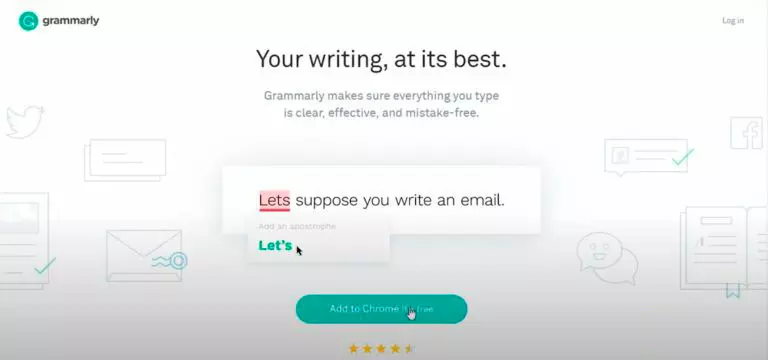 grammarly
Log in
Your writing, at its best.
Grammarly makes sure everything you type
is clear, effective, and mistake-free.
Lets suppose you write an email.
Add an apostrophe
Let's
Add to Chrome It's free